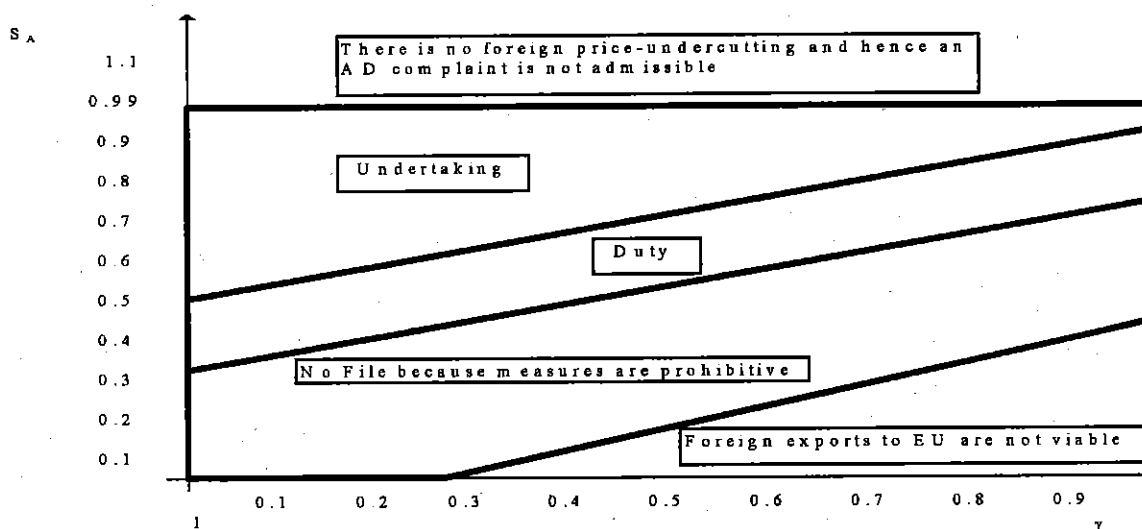 S A
There is no foreign price-undercutting and hence an
AD complaint is not admissible
1.1
0.99
0.9
Undertaking
0.8
0.7
Duty
0.6
0.5
0.4
No File because measures are prohibitive
0.3
0.2
Foreign exports to EU are not viable
0.1
0.1 0.2 0.3 0.4 0.5 0.6 0.7 0.8 0.9
1 γ